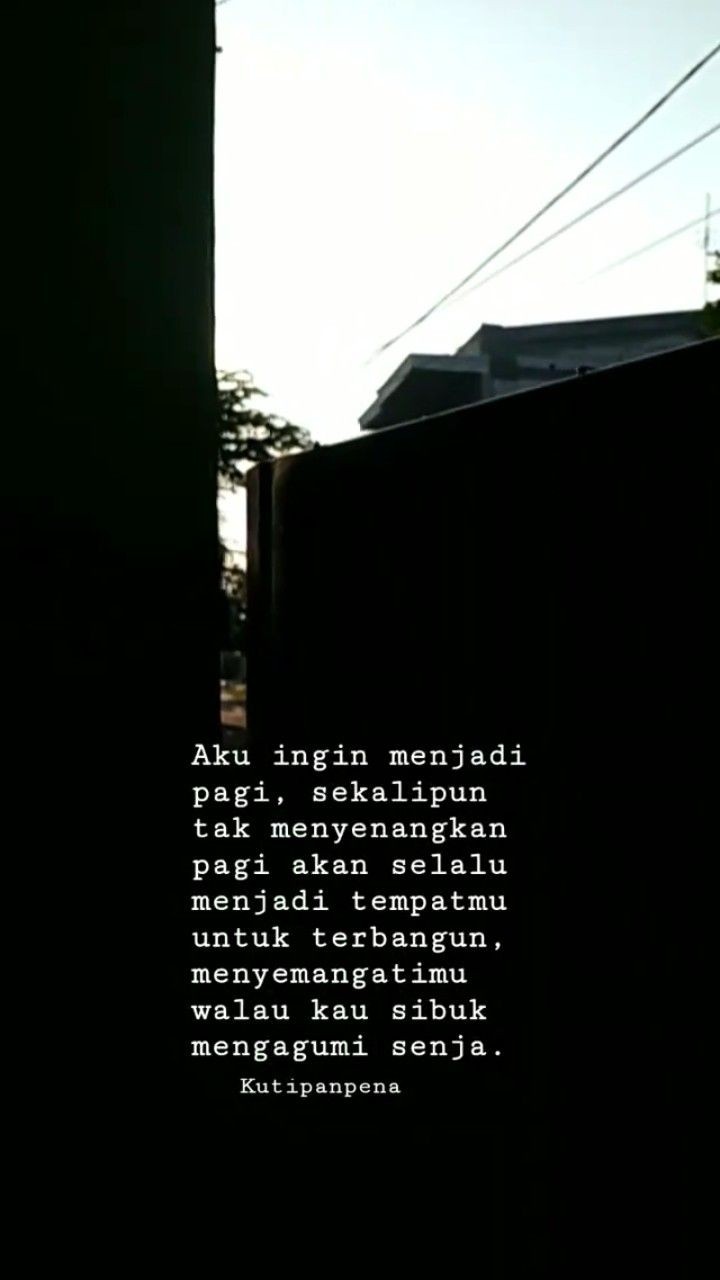 Aku ingin menjadi
pagi, sekalipun
tak menyenangkan
pagi akan selalu
menjadi tempatmu
untuk terbangun,
menyemangatimu
walau kau sibuk
mengagumi senja.
Kutipanpena